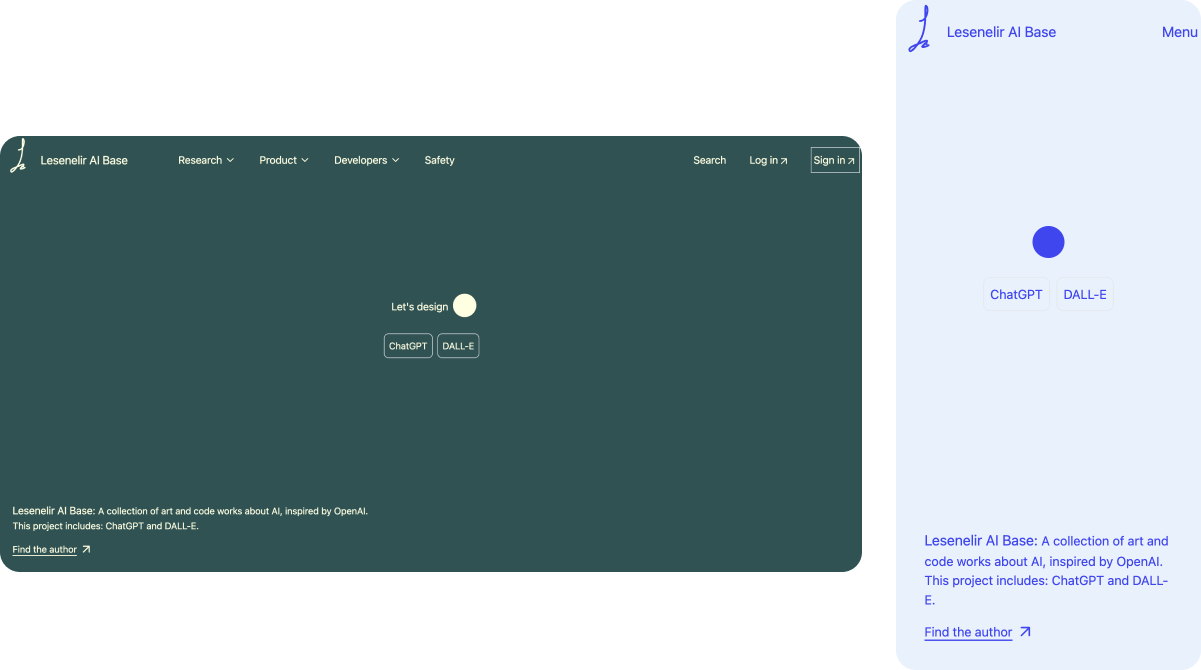 Lesenelir AI Base Research Product Developers Safety Search Log in Sign in
Let's design
ChatGPT DALL-E
Lesenelir AI Base: A collection of art and code works about AI, inspired by OpenAI.
This project includes: ChatGPT and DALL-E.
Find the author
Lesenelir AI Base Menu
ChatGPT DALL-E
Lesenelir AI Base: A collection of art and
code works about AI, inspired by OpenAI.
This project includes: ChatGPT and DALL-
E.
Find the author